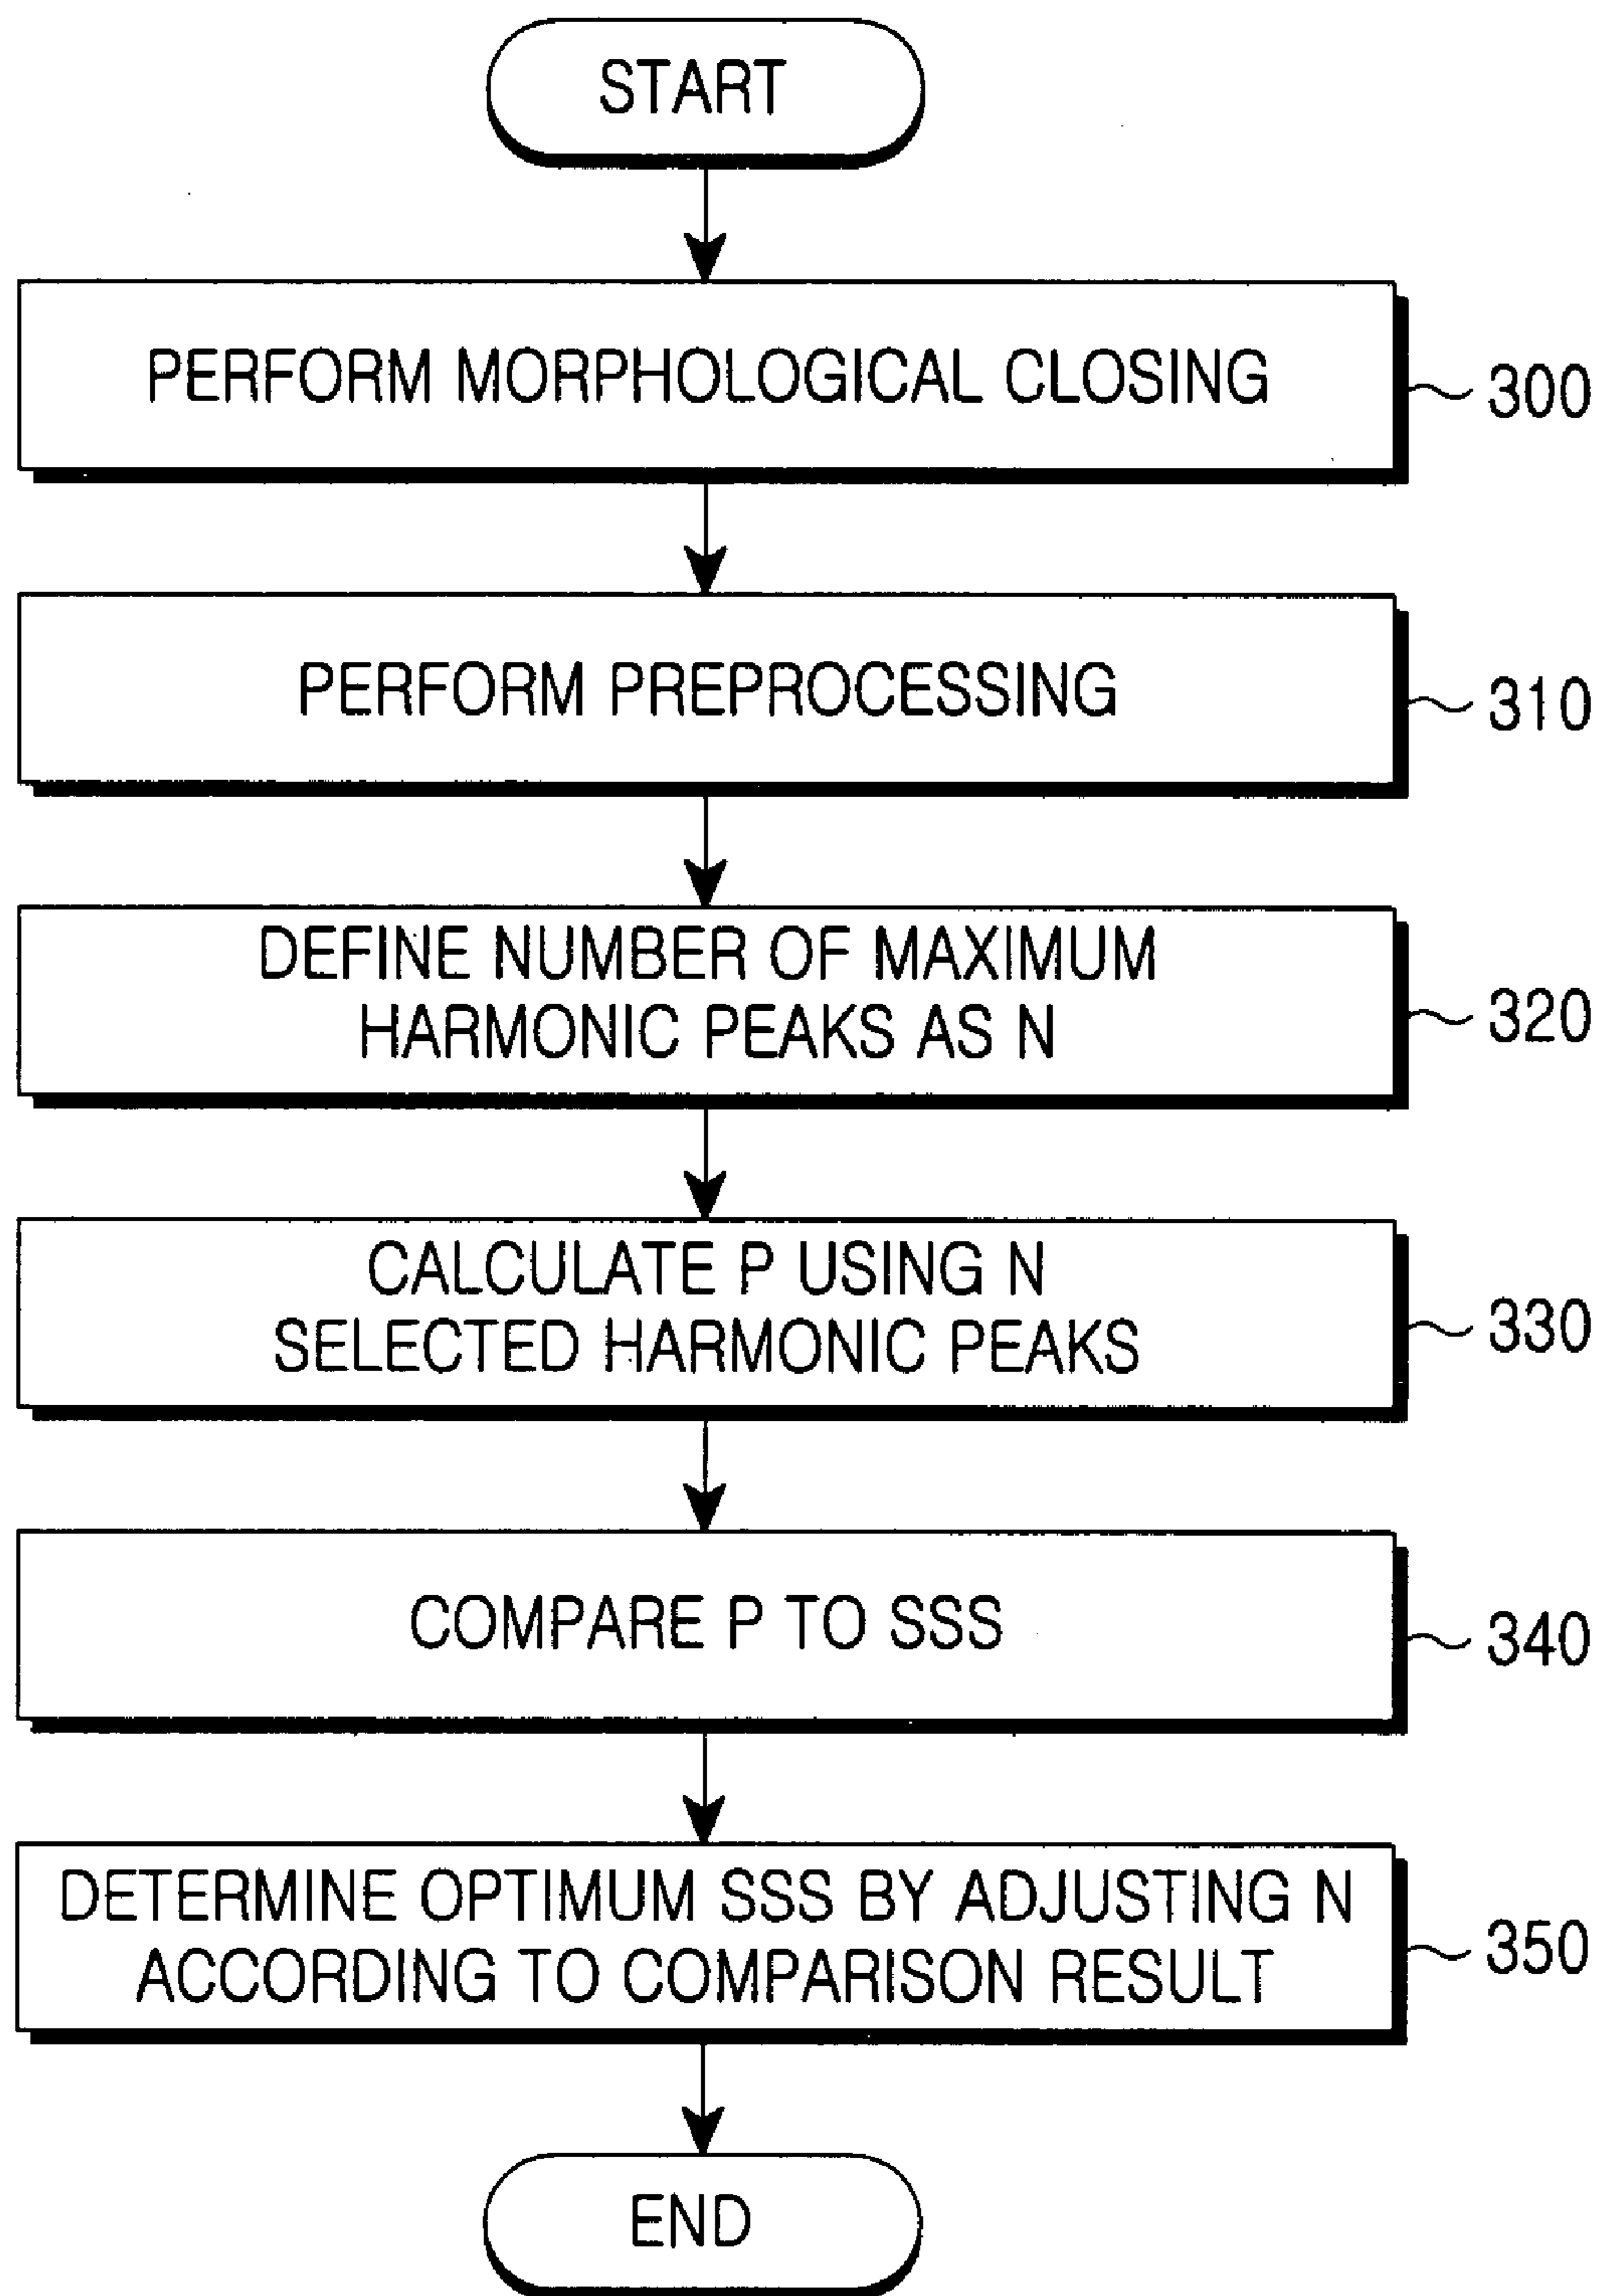 START
PERFORM MORPHOLOGICAL CLOSING
300
PERFORM PREPROCESSING
310
DEFINE NUMBER OF MAXIMUM
HARMONIC PEAKS AS N
320
CALCULATE P USING N
SELECTED HARMONIC PEAKS
330
COMPARE P TO SSS
340
DETERMINE OPTIMUM SSS BY ADJUSTING N
ACCORDING TO COMPARISON RESULT
350
END